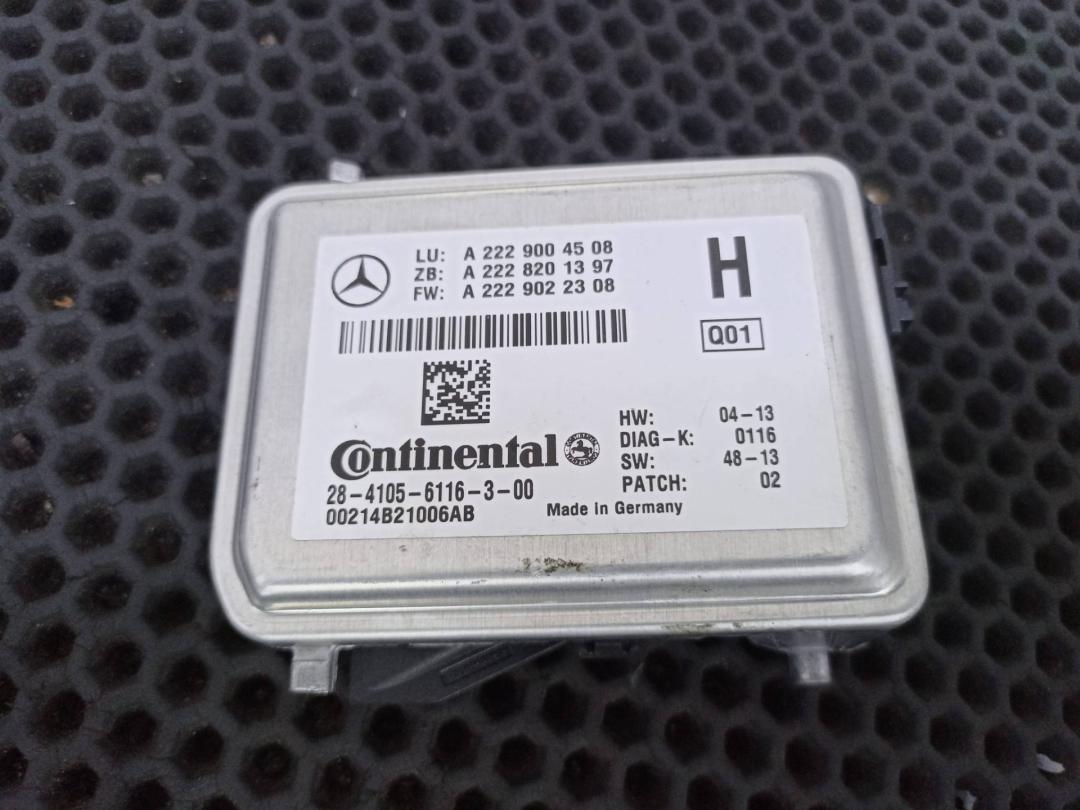 LU: A 222 900 45 08
ZB: A 222 820 13 97
FW: A 222 902 23 08
H
Q01
HW: 04-13
DIAG-K: 0116
SW: 48-13
PATCH: 02
Continental
28-4105-6116-3-00
00214B21006AB
Made in Germany